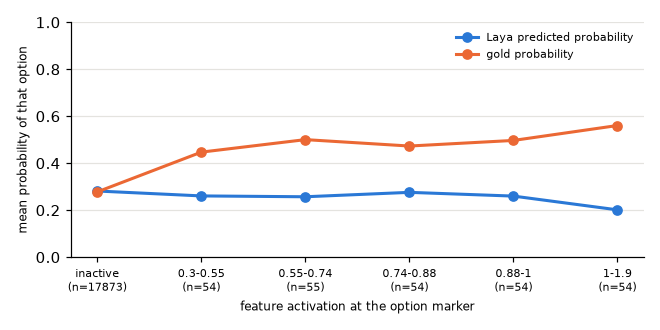 1.0
0.8
0.6
0.4
0.2
0.0
mean probability of that option
Laya predicted probability
gold probability
inactive
(n=17873)
0.3-0.55
(n=54)
0.55-0.74
(n=55)
0.74-0.88
(n=54)
0.88-1
(n=54)
1-1.9
(n=54)
feature activation at the option marker